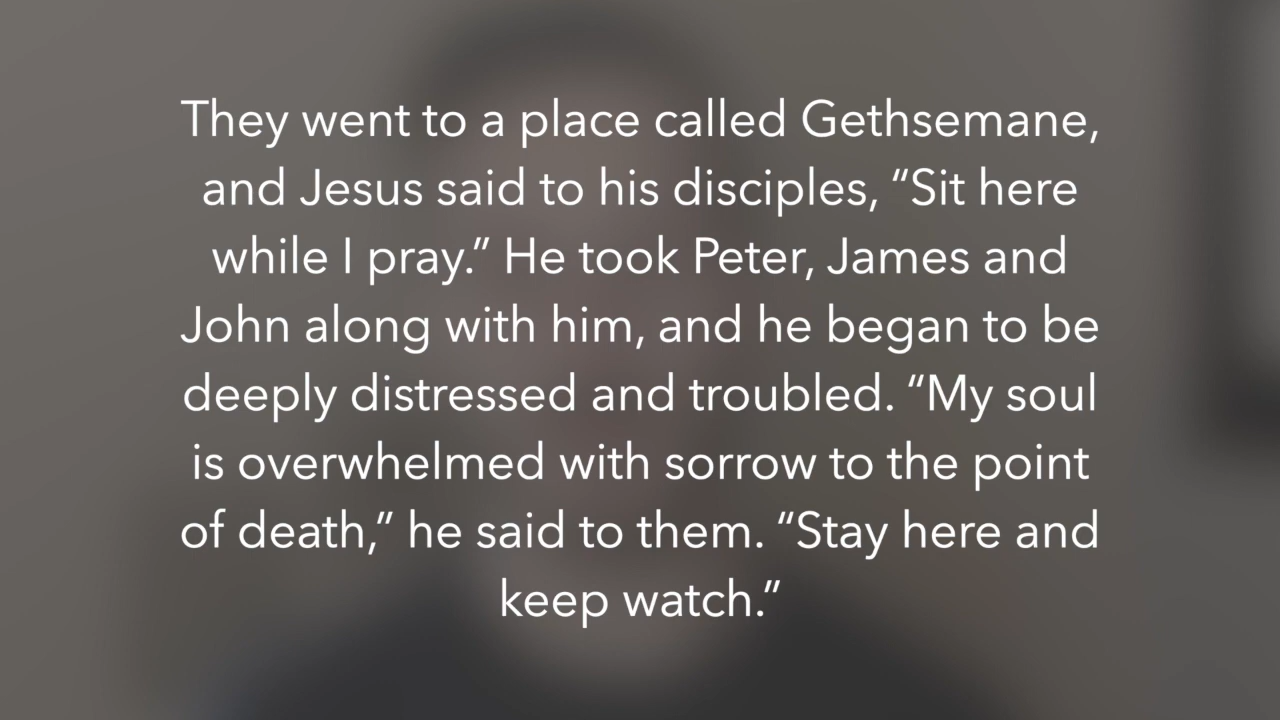 They went to a place called Gethsemane,
and Jesus said to his disciples, “Sit here
while I pray.” He took Peter, James and
John along with him, and he began to be
deeply distressed and troubled. “My soul
is overwhelmed with sorrow to the point
of death,” he said to them. “Stay here and
keep watch.”